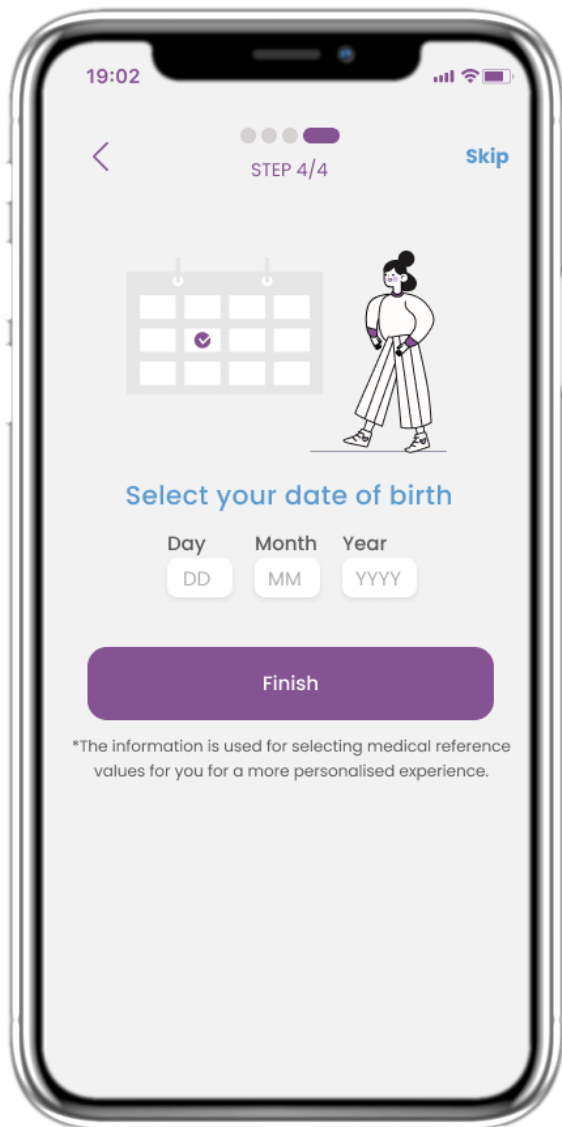 19:02
STEP 4/4
Skip
Select your date of birth
Day Month Year
DD MM YYYY
Finish
*The information is used for selecting medical reference
values for you for a more personalised experience.